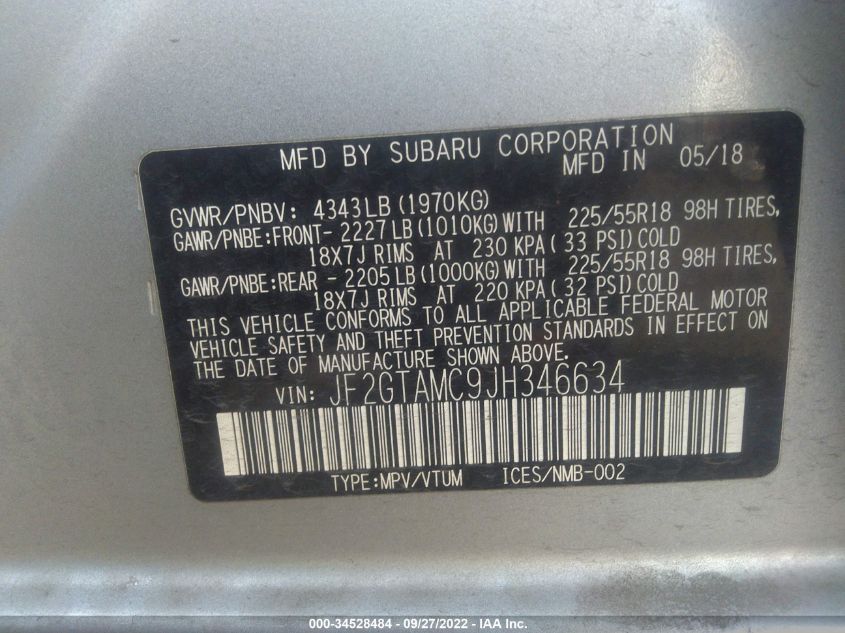 MFD BY SUBARU CORPORATION
MFD IN 05/18
GVWR/PNBV: 4343LB (1970KG)
GAWR/PNBE:FRONT- 2227LB (1010KG) WITH 225/55R18 98H TIRES,
18X7J RIMS AT 230 KPA (33 PSI) COLD
GAWR/PNBE:REAR - 2205LB (1000KG) WITH 225/55R18 98H TIRES,
18X7J RIMS AT 220 KPA (32 PSI) COLD
THIS VEHICLE CONFORMS TO ALL APPLICABLE FEDERAL MOTOR
VEHICLE SAFETY AND THEFT PREVENTION STANDARDS IN EFFECT ON
THE DATE OF MANUFACTURE SHOWN ABOVE.
VIN: JF2GTAMC9JH346634
TYPE:MPV/VTUM ICES/NMB-002
000-34528484 - 09/27/2022 - IAA Inc.